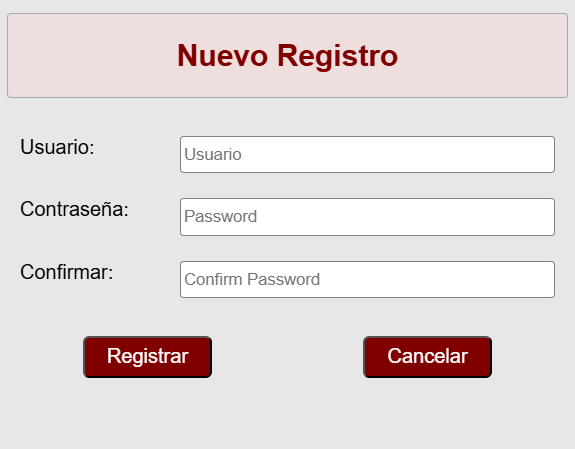 Nuevo Registro
Usuario: Usuario
Contraseña: Password
Confirmar: Confirm Password
Registrar Cancelar